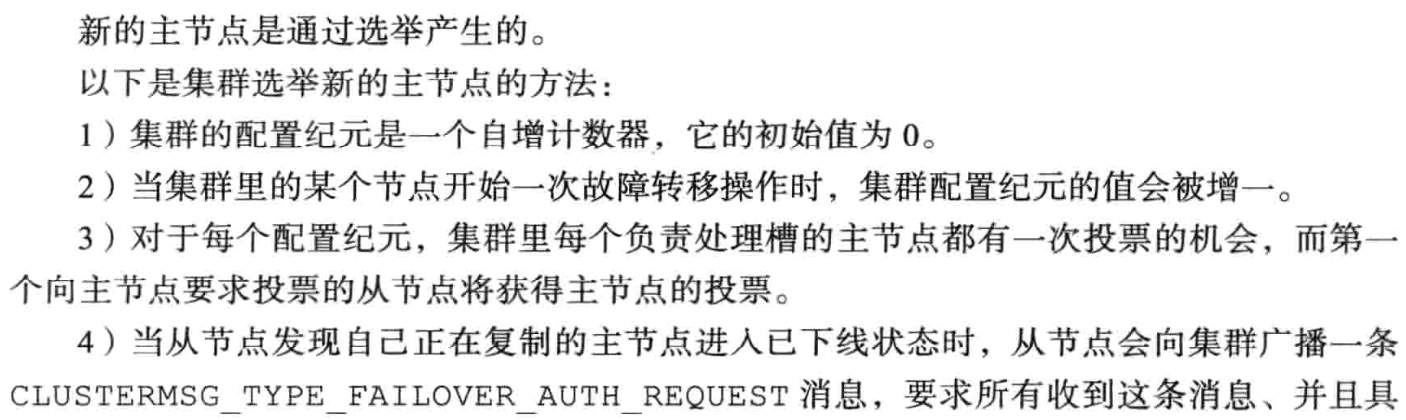 新的主节点是通过选举产生的。
以下是集群选举新的主节点的方法：
1）集群的配置纪元是一个自增计数器，它的初始值为 0。
2）当集群里的某个节点开始一次故障转移操作时，集群配置纪元的值会被增一。
3）对于每个配置纪元，集群里每个负责处理槽的主节点都有一次投票的机会，而第一
个向主节点要求投票的从节点将获得主节点的投票。
4）当从节点发现自己正在复制的主节点进入已下线状态时，从节点会向集群广播一条
CLUSTERMSG_TYPE_FAILOVER_AUTH_REQUEST 消息，要求所有收到这条消息、并且具